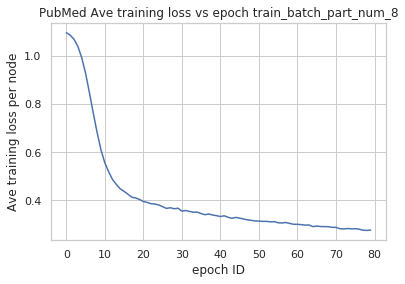 PubMed Ave training loss vs epoch train_batch_part_num_8
Ave training loss per node
1.0
0.8
0.6
0.4
0 10 20 30 40 50 60 70 80
epoch ID